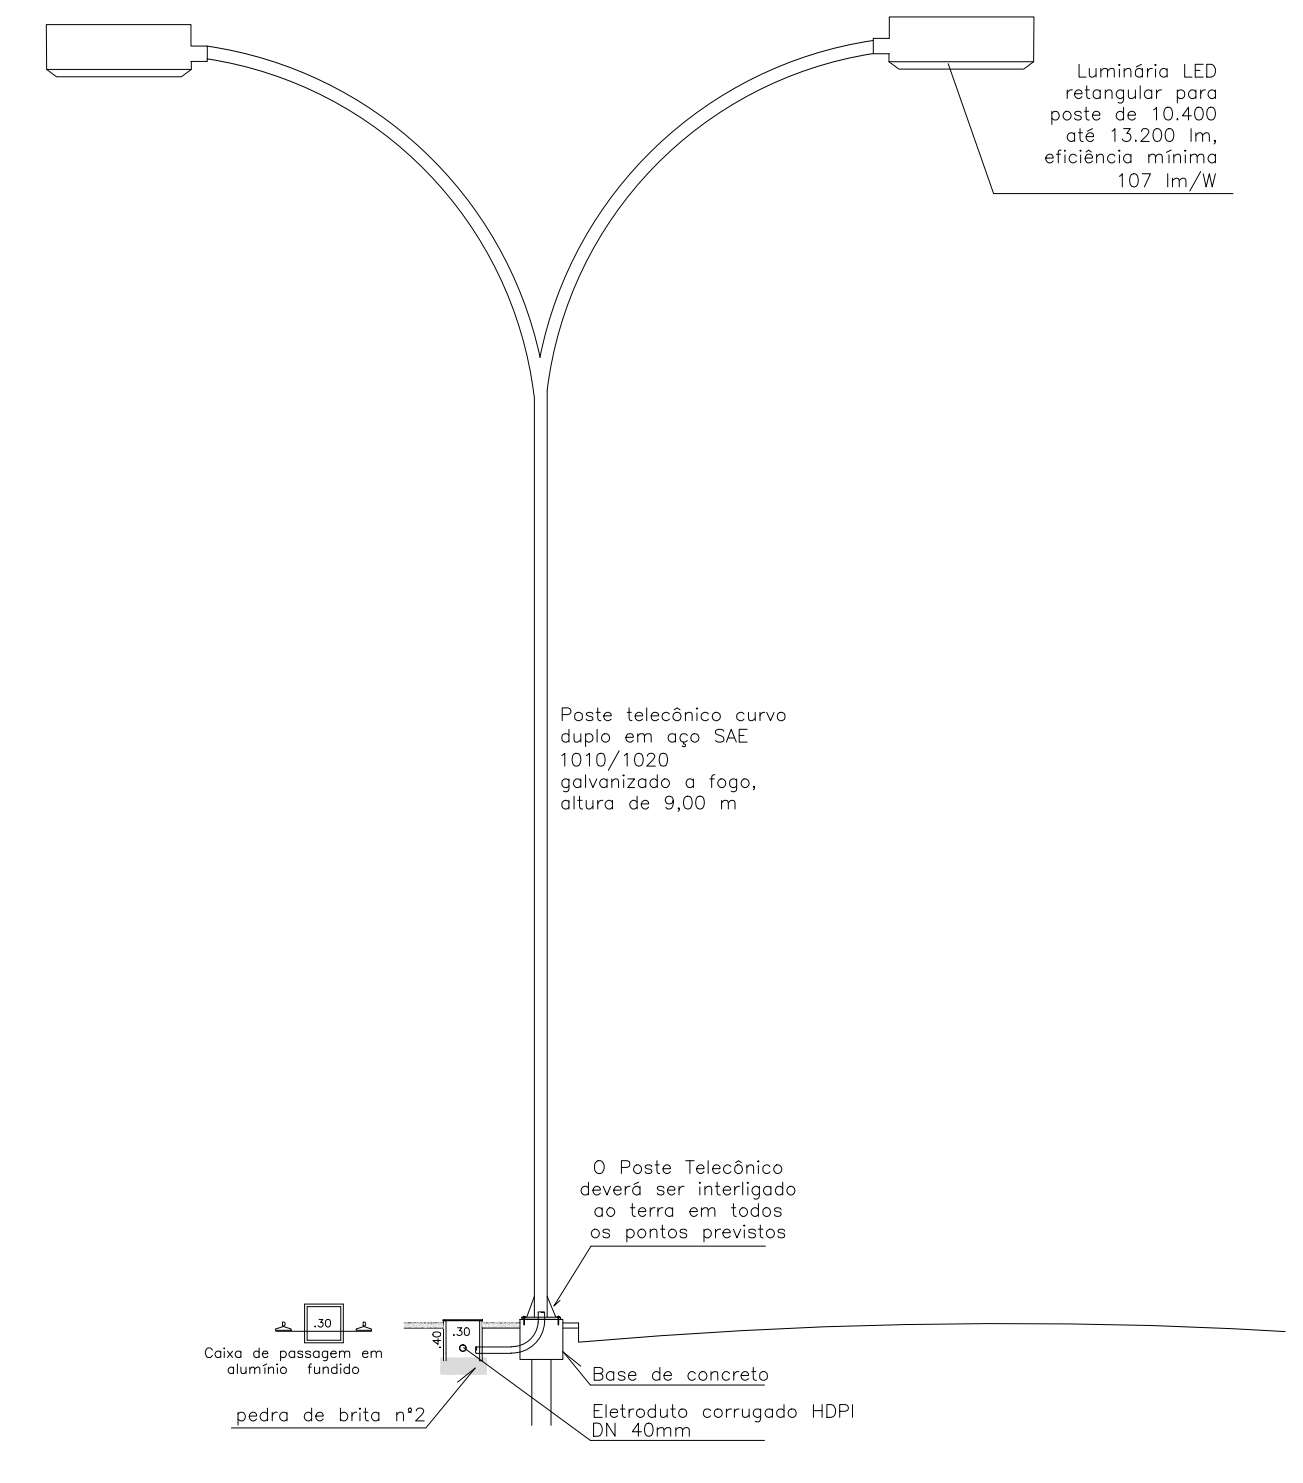 Luminária LED
retangular para
poste de 10.400
até 13.200 lm,
eficiência mínima
107 lm/W
Poste telecônico curvo
duplo em aço SAE
1010/1020
galvanizado a fogo,
altura de 9,00 m
O Poste Telecônico
deverá ser interligado
ao terra em todos
os pontos previstos
.30
Caixa de passagem em
alumínio fundido
.40
.30
Base de concreto
pedra de brita nº2
Eletroduto corrugado HDPI
DN 40mm